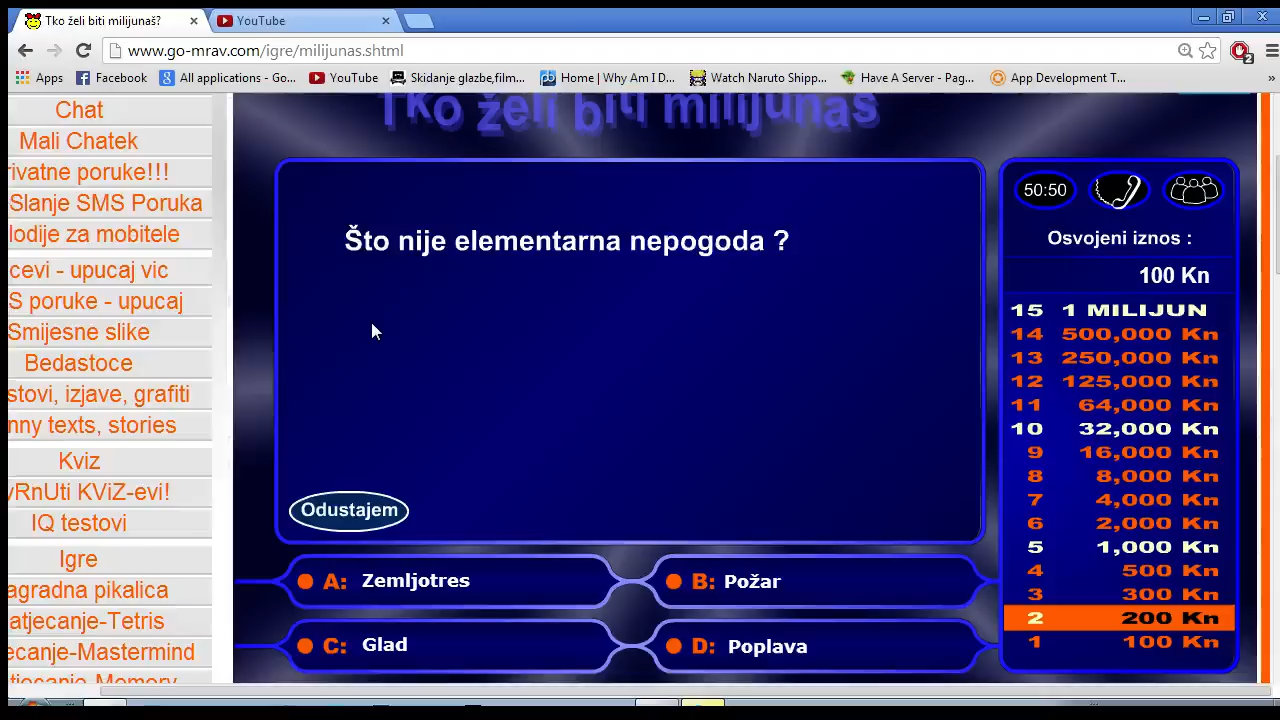 Tko želi biti milijunaš?
YouTube
www.go-mrav.com/igre/milijunas.shtml
Apps
Facebook
All applications - Go...
YouTube
Skidanje glazbe,film...
Home | Why Am I D...
Watch Naruto Shipp...
Have A Server - Pag...
App Development T...
»
2
Chat
Mali Chatek
rivatne poruke!!!
Slanje SMS Poruka
lodije za mobitele
cevi - upucaj vic
S poruke - upucaj
Smijesne slike
Bedastoce
stovi, izjave, grafiti
nny texts, stories
Kviz
vRnUti KViZ-evi!
IQ testovi
Igre
agradna pikalica
atjecanje-Tetris
ecanje-Mastermind
ecanje-Memory
Tko želi biti milijunaš
Što nije elementarna nepogoda ?
Odustajem
A: Zemljotres
B: Požar
C: Glad
D: Poplava
50:50
Osvojeni iznos :
100 Kn
15 1 MILIJUN
14 500,000 Kn
13 250,000 Kn
12 125,000 Kn
11 64,000 Kn
10 32,000 Kn
9 16,000 Kn
8 8,000 Kn
7 4,000 Kn
6 2,000 Kn
5 1,000 Kn
4 500 Kn
3 300 Kn
2 200 Kn
1 100 Kn